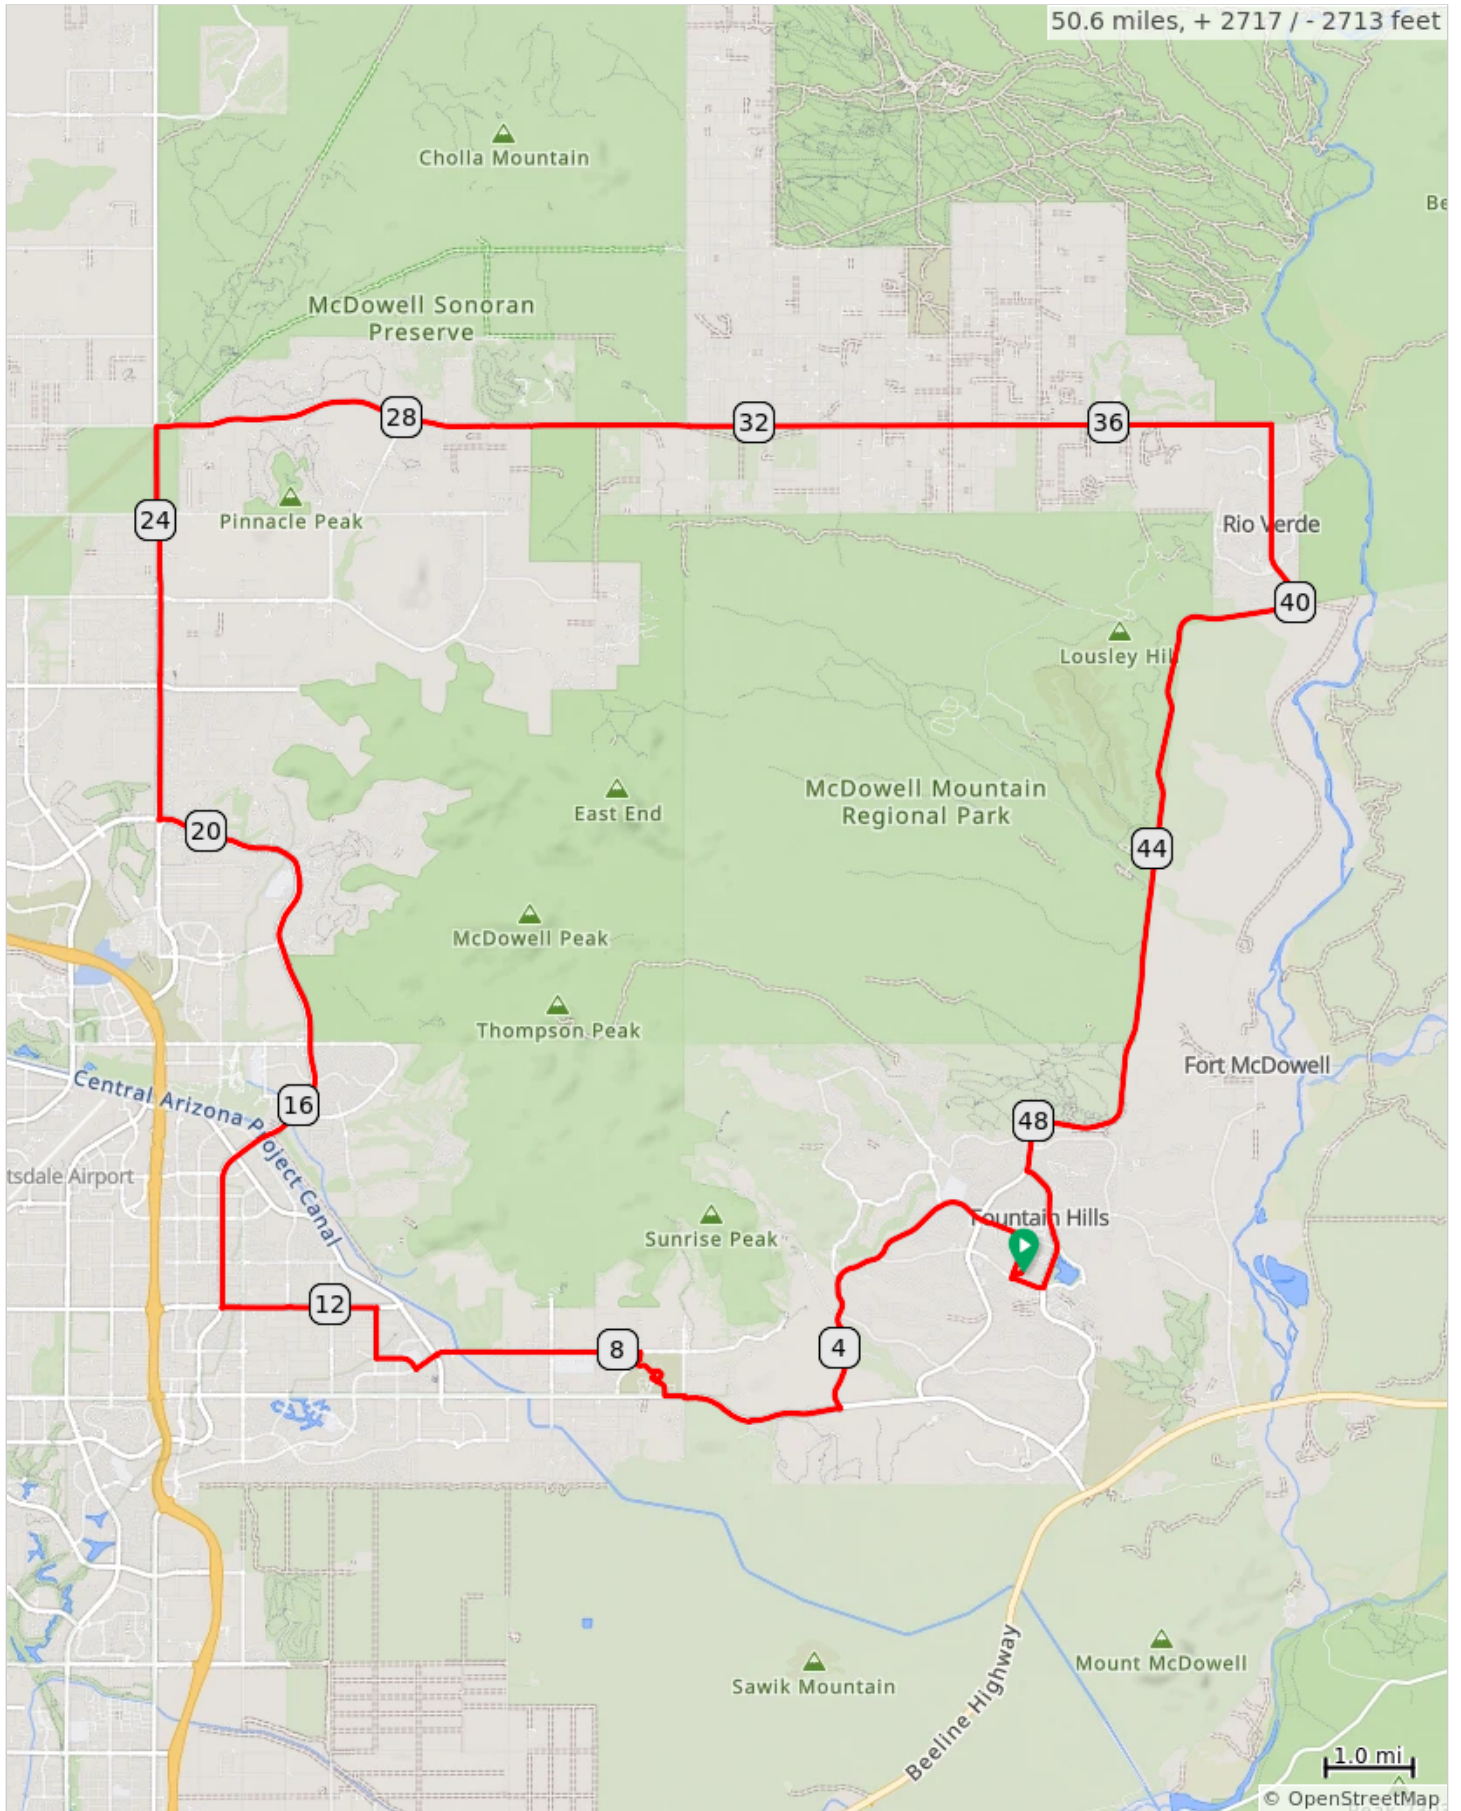 50.6 miles, + 2717 / - 2713 feet
Cholla Mountain
Be
McDowell Sonoran
Preserve
28
32
36
24
Pinnacle Peak
Rio Verde
40
Lousley Hill
20
East End
McDowell Mountain
Regional Park
44
McDowell Peak
Thompson Peak
Fort McDowell
Central Arizona Project Canal
16
48
tsdale Airport
Sunrise Peak
Fountain Hills
12
8
4
Beeline Highway
Sawik Mountain
Mount McDowell
1.0 mi
© OpenStreetMap